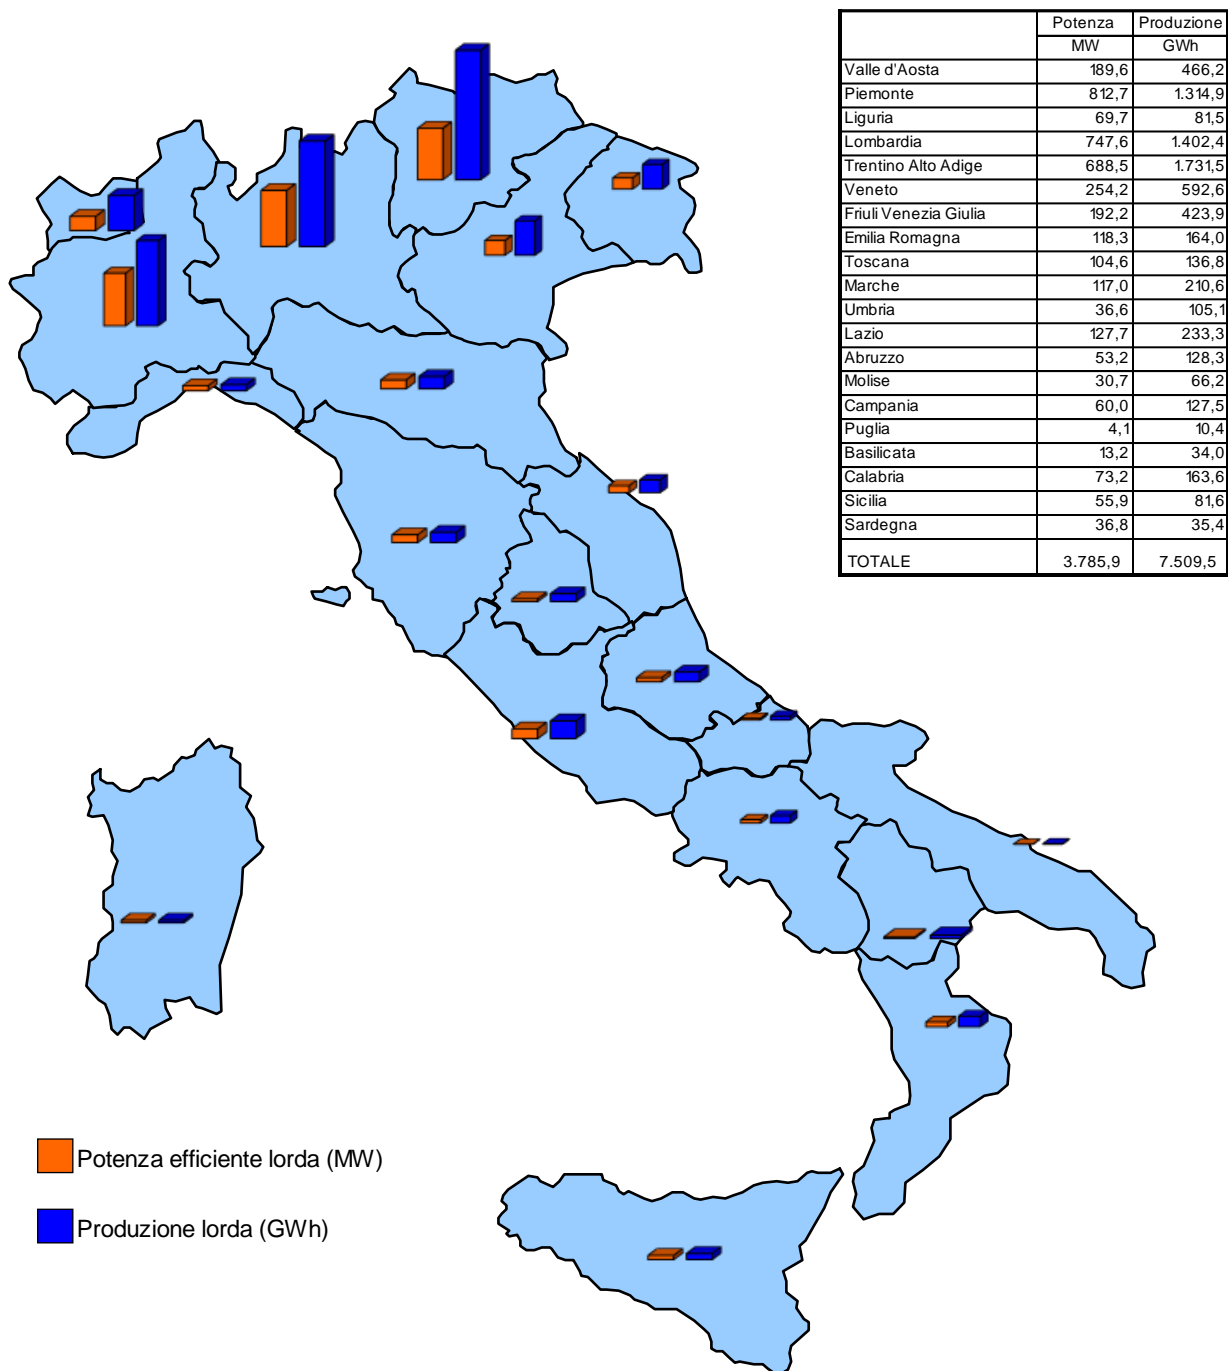 Potenza Produzione
MW GWh
Valle d'Aosta 189,6 466,2
Piemonte 812,7 1.314,9
Liguria 69,7 81,5
Lombardia 747,6 1.402,4
Trentino Alto Adige 688,5 1.731,5
Veneto 254,2 592,6
Friuli Venezia Giulia 192,2 423,9
Emilia Romagna 118,3 164,0
Toscana 104,6 136,8
Marche 117,0 210,6
Umbria 36,6 105,1
Lazio 127,7 233,3
Abruzzo 53,2 128,3
Molise 30,7 66,2
Campania 60,0 127,5
Puglia 4,1 10,4
Basilicata 13,2 34,0
Calabria 73,2 163,6
Sicilia 55,9 81,6
Sardegna 36,8 35,4
TOTALE 3.785,9 7.509,5
Potenza efficiente lorda (MW)
Produzione lorda (GWh)